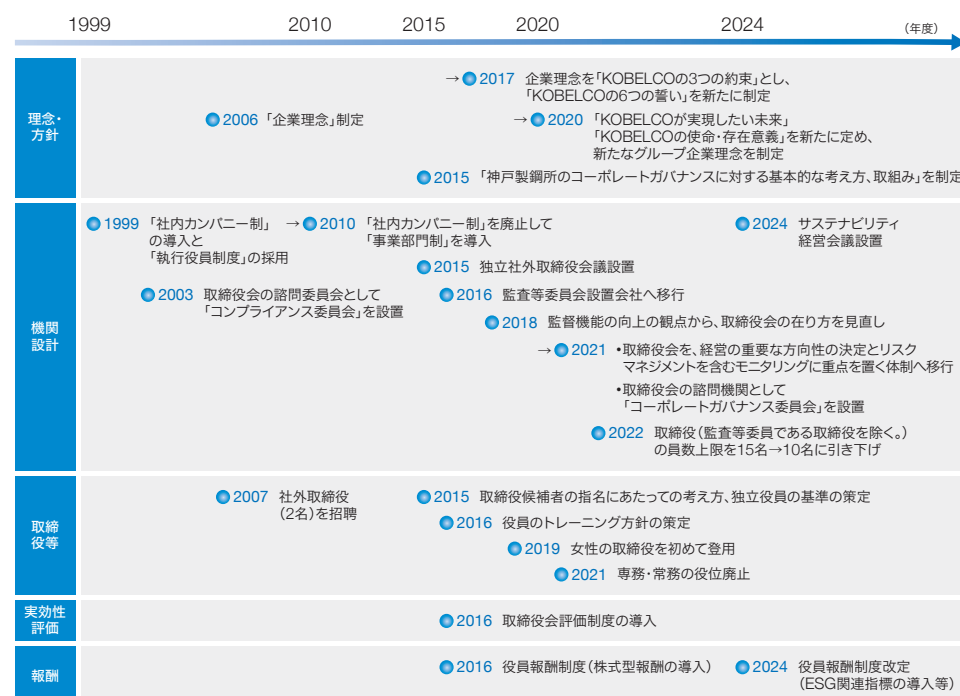 1999 2010 2015 2020 2024 (年度)
理念・
方針
→ 2017 企業理念を「KOBELCOの3つの約束」とし、
「KOBELCOの6つの誓い」を新たに制定
2006 「企業理念」制定
→ 2020 「KOBELCOが実現したい未来」
「KOBELCOの使命・存在意義」を新たに定め、
新たなグループ企業理念を制定
2015 「神戸製鋼所のコーポレートガバナンスに対する基本的な考え方、取組み」を制定
機関
設計
1999 「社内カンパニー制」
の導入と
「執行役員制度」の採用
→ 2010 「社内カンパニー制」を廃止して
「事業部門制」を導入
2024 サステナビリティ
経営会議設置
2015 独立社外取締役会議設置
2003 取締役会の諮問委員会として
「コンプライアンス委員会」を設置
2016 監査等委員会設置会社へ移行
2018 監督機能の向上の観点から、取締役会の在り方を見直し
→ 2021 •取締役会を、経営の重要な方向性の決定とリスク
マネジメントを含むモニタリングに重点を置く体制へ移行
•取締役会の諮問機関として
「コーポレートガバナンス委員会」を設置
2022 取締役(監査等委員である取締役を除く。)
の員数上限を15名→10名に引き下げ
取締
役等
2007 社外取締役
(2名)を招聘
2015 取締役候補者の指名にあたっての考え方、独立役員の基準の策定
2016 役員のトレーニング方針の策定
2019 女性の取締役を初めて登用
2021 専務・常務の役位廃止
実効性
評価
2016 取締役会評価制度の導入
報酬
2016 役員報酬制度(株式型報酬の導入)
2024 役員報酬制度改定
(ESG関連指標の導入等)